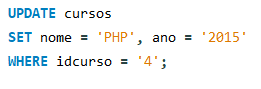 UPDATE cursos
SET nome = 'PHP', ano = '2015'
WHERE idcurso = '4';